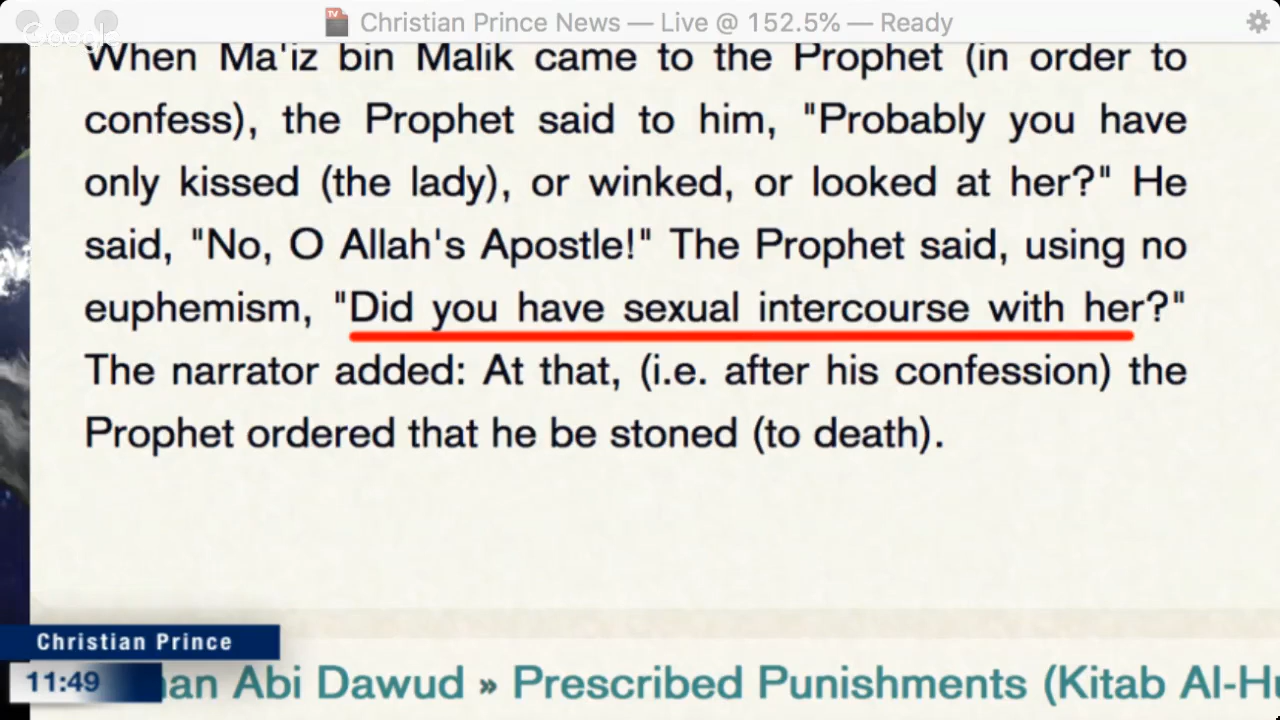 Christian Prince News — Live @ 152.5% — Ready
Google
When Ma'iz bin Malik came to the Prophet (in order to
confess), the Prophet said to him, "Probably you have
only kissed (the lady), or winked, or looked at her?" He
said, "No, O Allah's Apostle!" The Prophet said, using no
euphemism, "Did you have sexual intercourse with her?"
The narrator added: At that, (i.e. after his confession) the
Prophet ordered that he be stoned (to death).
Christian Prince
11:49
Abi Dawud » Prescribed Punishments (Kitab